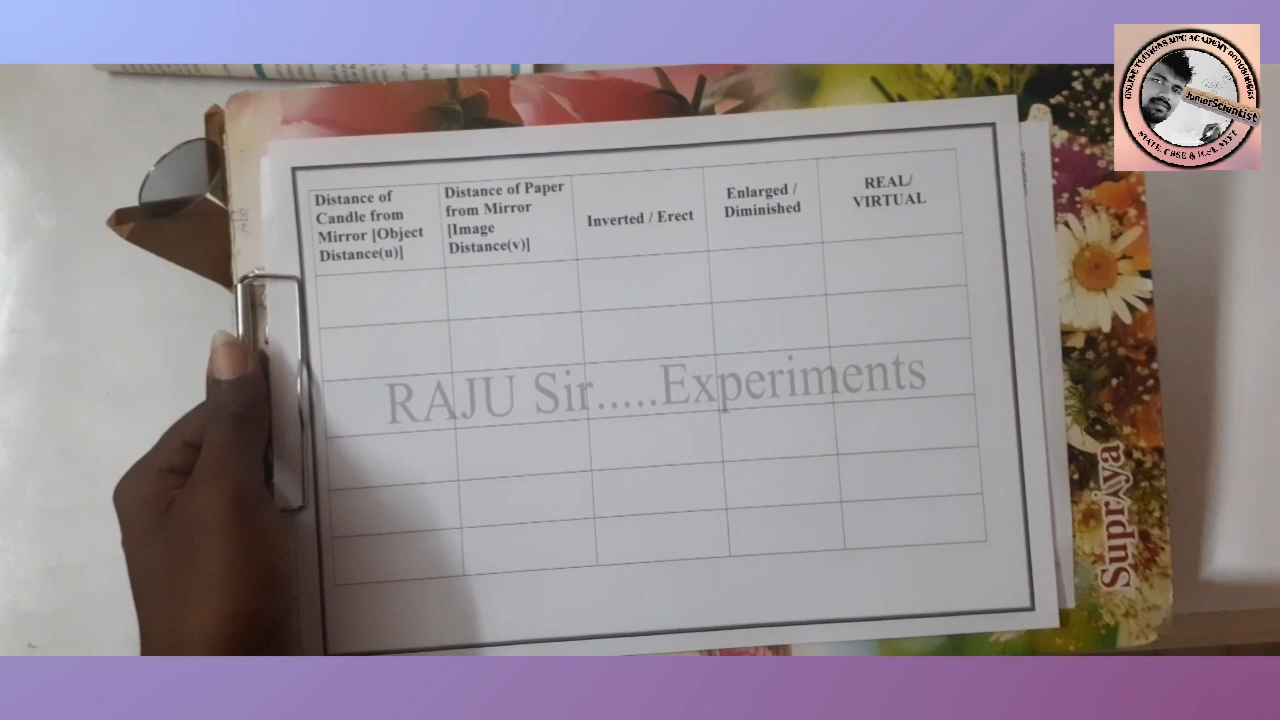 Distance of
Candle from
Mirror [Object
Distance(u)]
Distance of Paper
from Mirror
[Image
Distance(v)]
Inverted / Erect
Enlarged /
Diminished
REAL/
VIRTUAL
RAJU Sir.....Experiments
Supriya
JuniorScientist